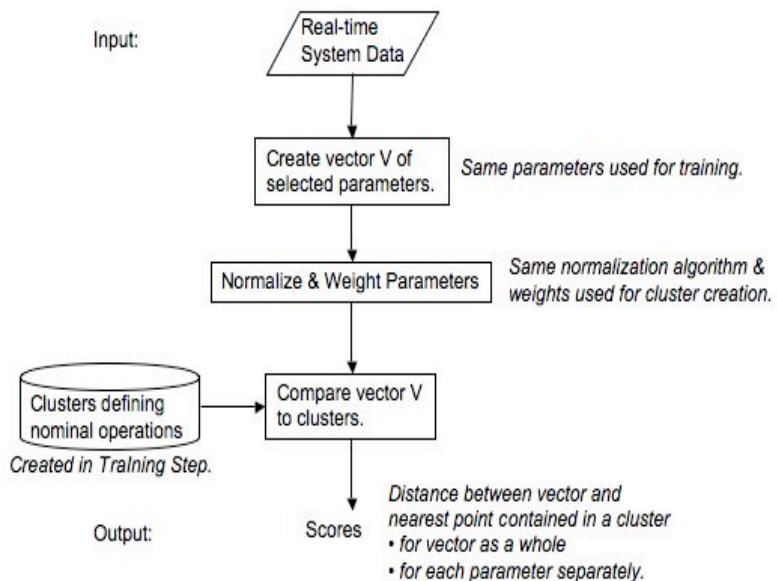 Input:
Real-time
System Data
Create vector V of
selected parameters.
Same parameters used for training.
Normalize & Weight Parameters
Same normalization algorithm &
weights used for cluster creation.
Clusters defining
nominal operations
Created in Training Step.
Compare vector V
to clusters.
Output:
Scores
Distance between vector and
nearest point contained in a cluster
• for vector as a whole
• for each parameter separately.